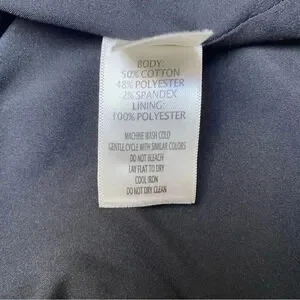 BODY:
50% COTTON
48% POLYESTER
2% SPANDEX
LINING:
100% POLYESTER
MACHINE WASH COLD
GENTLE CYCLE WITH SIMILAR COLORS
DO NOT BLEACH
LAY FLAT TO DRY
COOL IRON
DO NOT DRY CLEAN